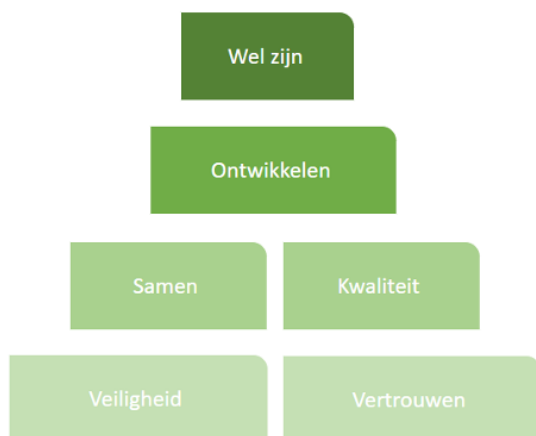 Wel zijn
Ontwikkelen
Samen
Kwaliteit
Veiligheid
Vertrouwen